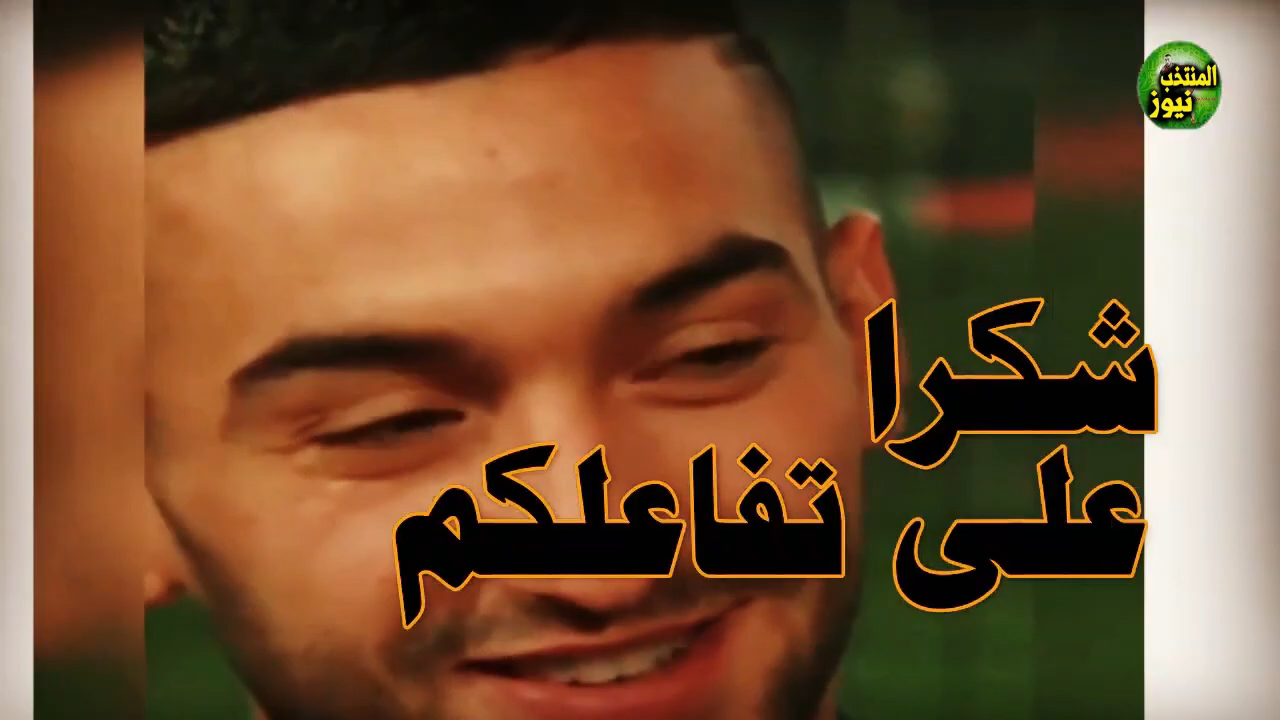 المنتخب
نيوز
شكرا
على تفاعلكم